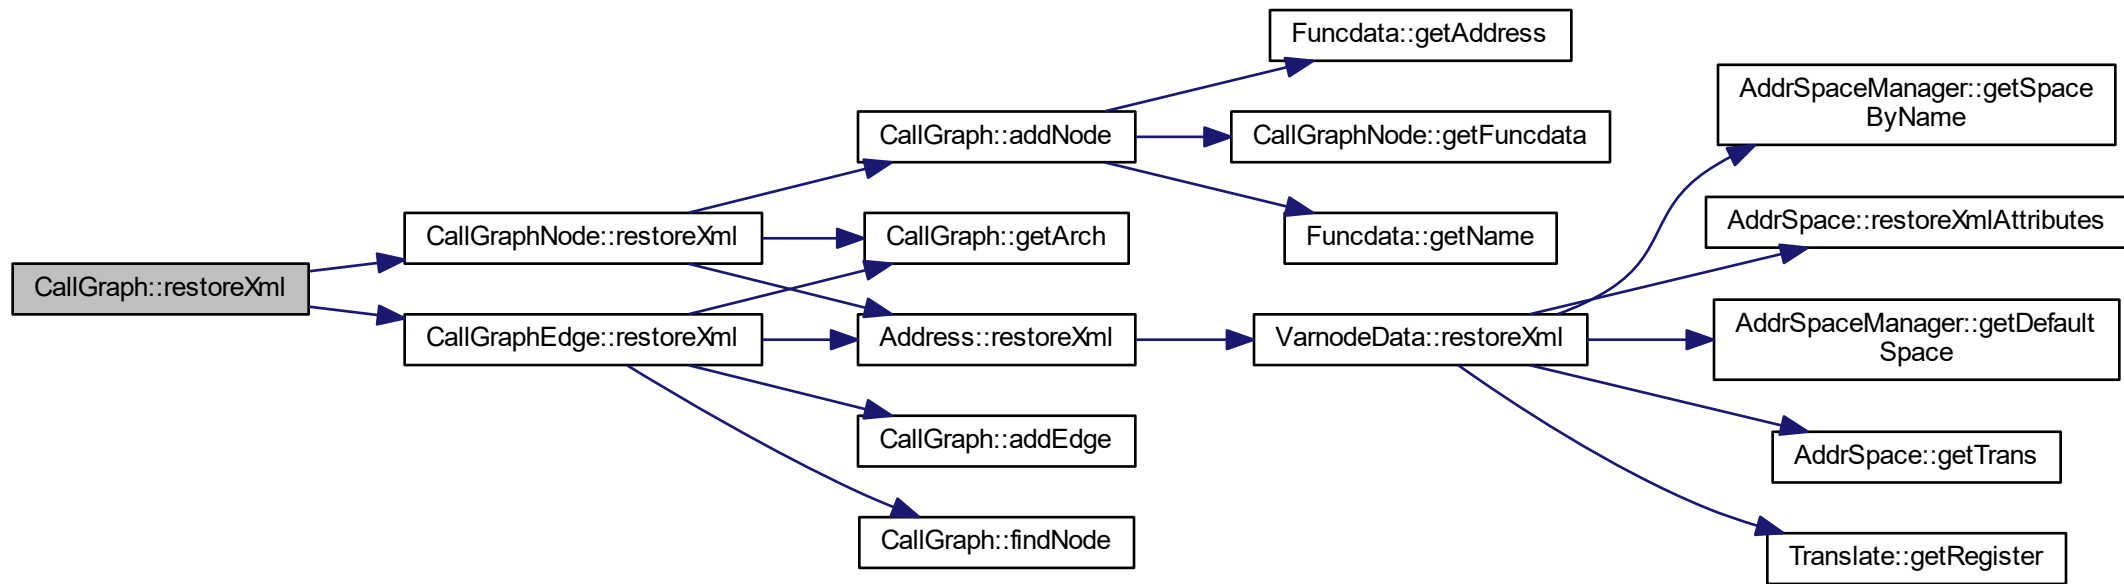 Funcdata::getAddress
AddrSpaceManager::getSpace
ByName
CallGraph::addNode
CallGraphNode::getFuncdata
AddrSpace::restoreXmlAttributes
CallGraphNode::restoreXml
CallGraph::getArch
Funcdata::getName
CallGraph::restoreXml
CallGraphEdge::restoreXml
Address::restoreXml
VarnodeData::restoreXml
AddrSpaceManager::getDefault
Space
CallGraph::addEdge
AddrSpace::getTrans
CallGraph::findNode
Translate::getRegister